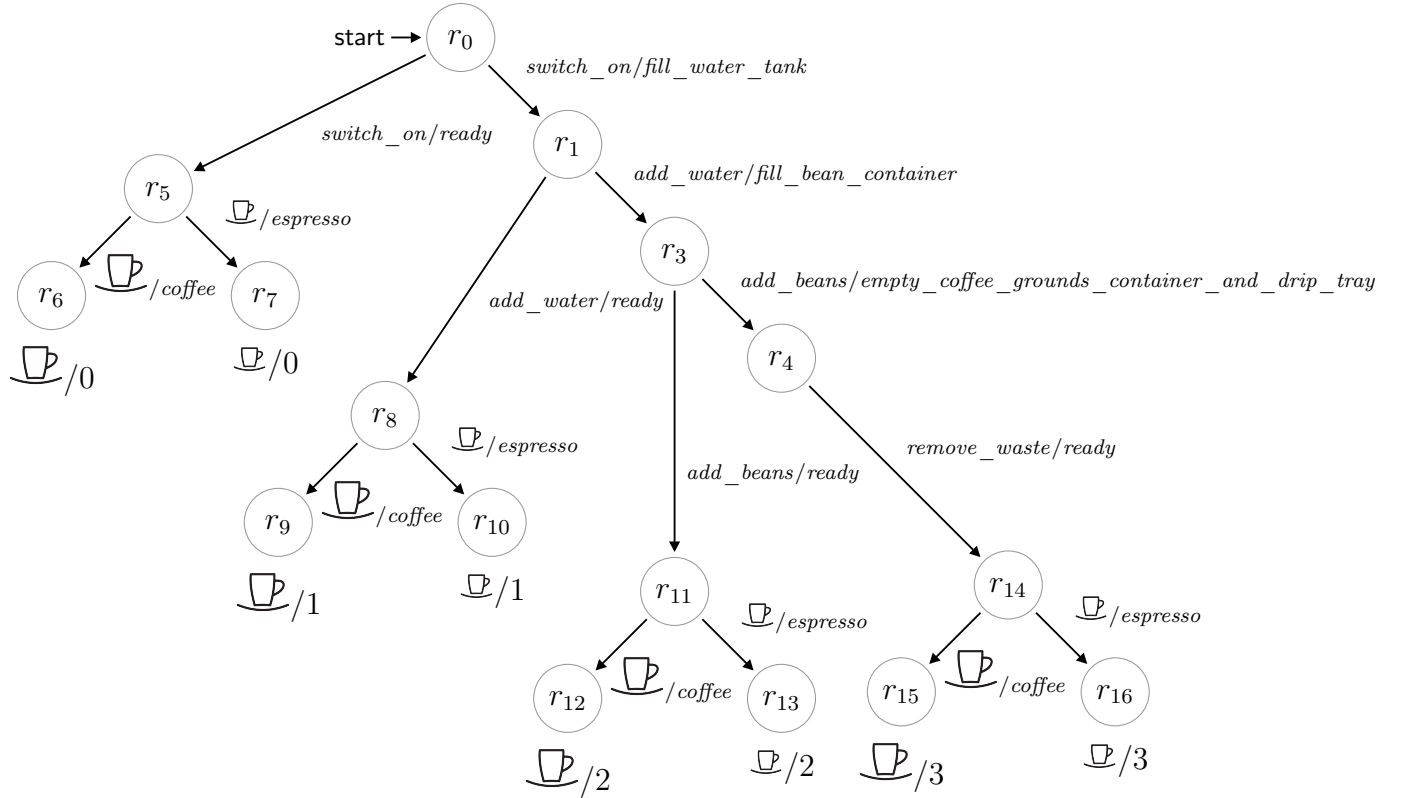 start
r0
switch_on/fill_water_tank
switch_on/ready
r1
add_water/fill_bean_container
r5
/espresso
r3
/coffee
r6
r7
add_beans/empty_coffee_grounds_container_and_drip_tray
add_water/ready
/0
/0
r4
r8
/espresso
remove_waste/ready
add_beans/ready
/coffee
r9
r10
/1
/1
r11
r14
/espresso
/espresso
/coffee
/coffee
r12
r13
r15
r16
/2
/2
/3
/3